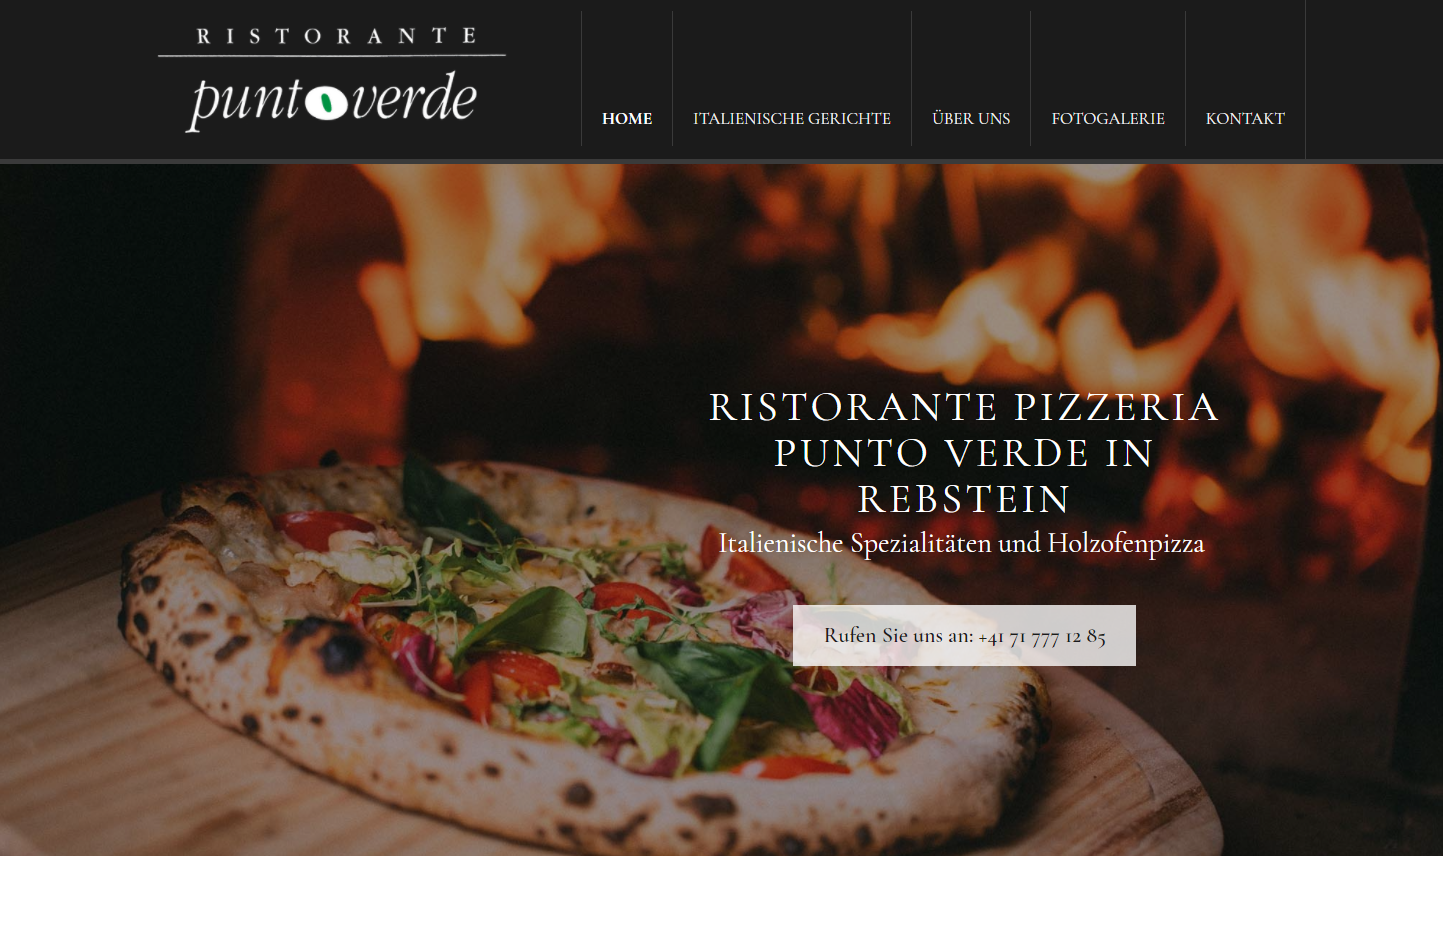 RISTORANTE
punto verde
HOME
ITALIENISCHE GERICHTE
ÜBER UNS
FOTOGALERIE
KONTAKT
RISTORANTE PIZZERIA
PUNTO VERDE IN
REBSTEIN
Italienische Spezialitäten und Holzofenpizza
Rufen Sie uns an: +41 71 777 12 85